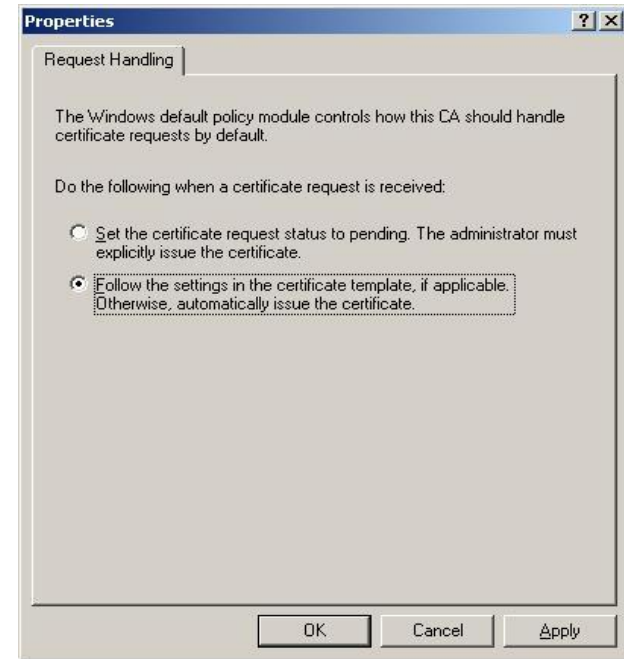 Properties
Request Handling
The Windows default policy module controls how this CA should handle
certificate requests by default.
Do the following when a certificate request is received:
Set the certificate request status to pending. The administrator must
explicitly issue the certificate.
Follow the settings in the certificate template, if applicable.
Otherwise, automatically issue the certificate.
OK Cancel Apply